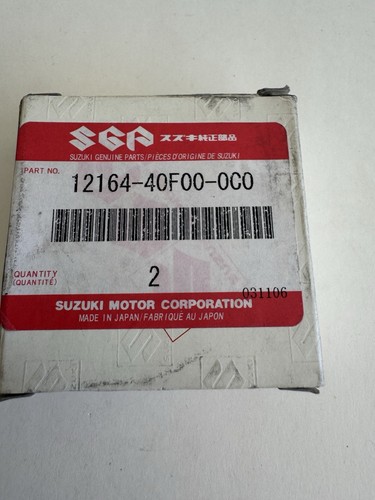 SGP スズキ純正部品
SUZUKI GENUINE PARTS/PIÈCES D'ORIGINE DE SUZUKI
PART NO. 12164-40F00-0C0
QUANTITY
(QUANTITÉ) 2
031106
SUZUKI MOTOR CORPORATION
MADE IN JAPAN/FABRIQUÉ AU JAPON